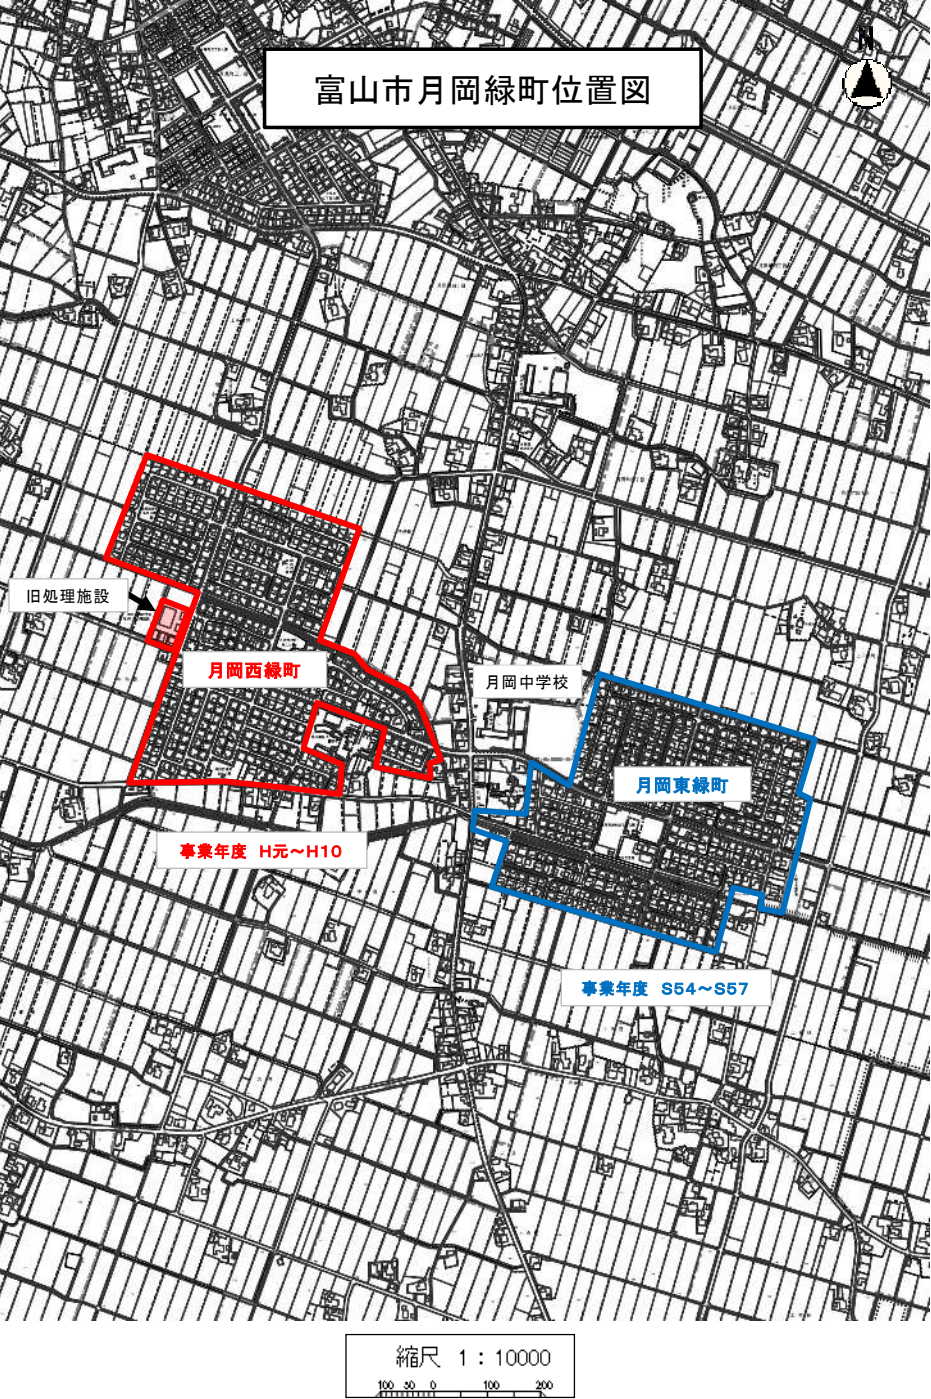 富山市月岡緑町位置図
N
旧処理施設
月岡西緑町
月岡中学校
月岡東緑町
事業年度 H元～H10
事業年度 S54～S57
縮尺 1：10000
100 50 0 100 200